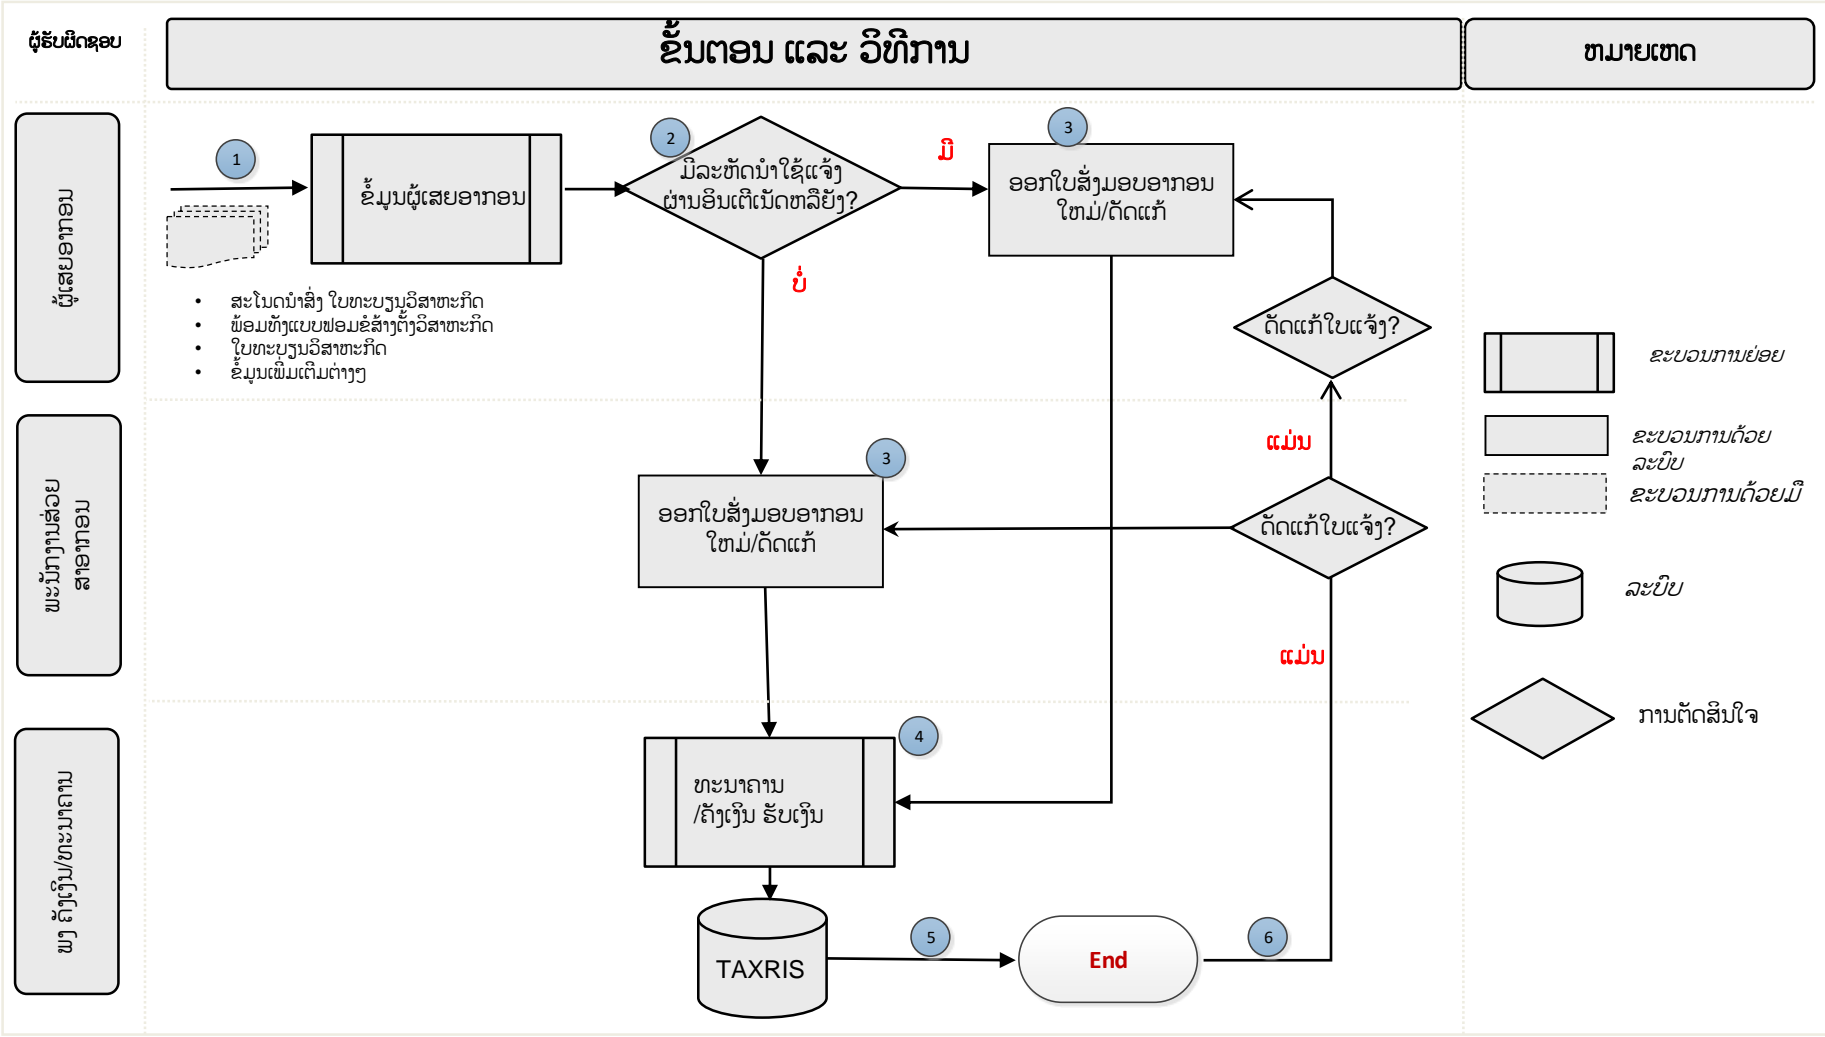 ຜູ້ຮັບຜິດຊອບ
ຂັ້ນຕອນ ແລະ ວິທີການ
ຫມາຍເຫດ
ຜູ້ເສຍອາກອນ
1
ຂໍ້ມູນຜູ້ເສຍອາກອນ
2
ມີລະຫັດນຳໃຊ້ແຈ້ງ
ຜ່ານອິນເຕີເນັດຫລືຍັງ?
ມີ
3
ອອກໃບສັ່ງມອບອາກອນ
ໃຫມ່/ດັດແກ້
ບໍ່
• ສະໂນດນຳສົ່ງ ໃບທະບຽນວິສາຫະກິດ
• ພ້ອມທັງແບບຟອມຂໍສ້າງຕັ້ງວິສາຫະກິດ
• ໃບທະບຽນວິສາຫະກິດ
• ຂໍ້ມູນເພີ່ມເຕີມຕ່າງໆ
ດັດແກ້ໃບແຈ້ງ?
ຂະບວນການຍ່ອຍ
ຂະບວນການດ້ວຍ
ລະບົບ
ຂະບວນການດ້ວຍມື
ລະບົບ
ການຕັດສິນໃຈ
ພະນັກງານສ່ວຍ
ສາອາກອນ
3
ອອກໃບສັ່ງມອບອາກອນ
ໃຫມ່/ດັດແກ້
ແມ່ນ
ດັດແກ້ໃບແຈ້ງ?
ແມ່ນ
ພງ ຄັງເງິນ/ທະນາຄານ
4
ທະນາຄານ
/ຄັງເງິນ ຮັບເງິນ
TAXRIS
5
End
6